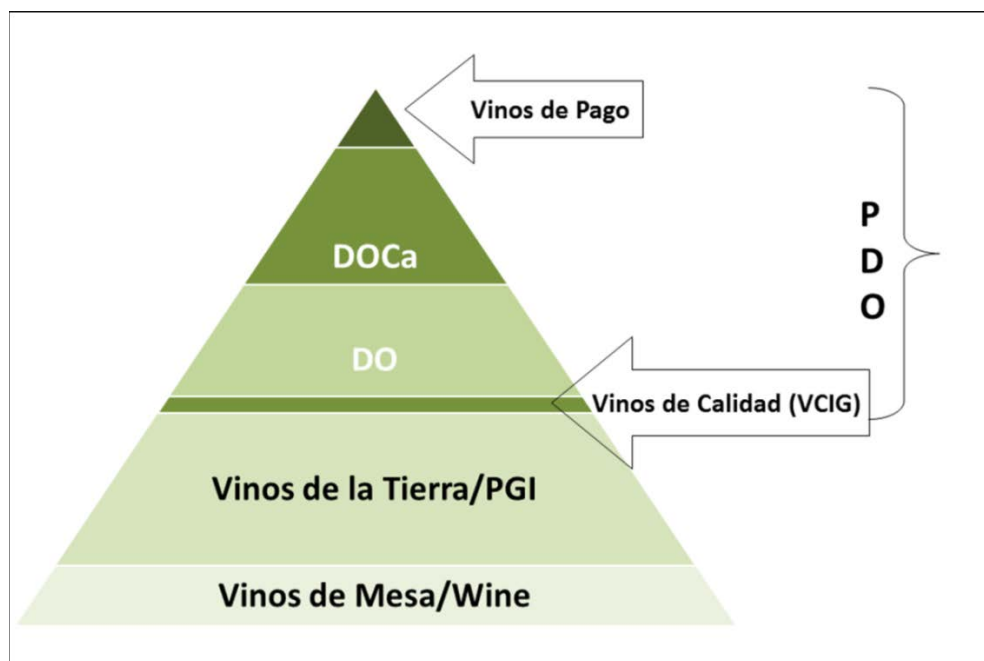 Vinos de Pago
P
D
O
DOCa
DO
Vinos de Calidad (VCIG)
Vinos de la Tierra/PGI
Vinos de Mesa/Wine